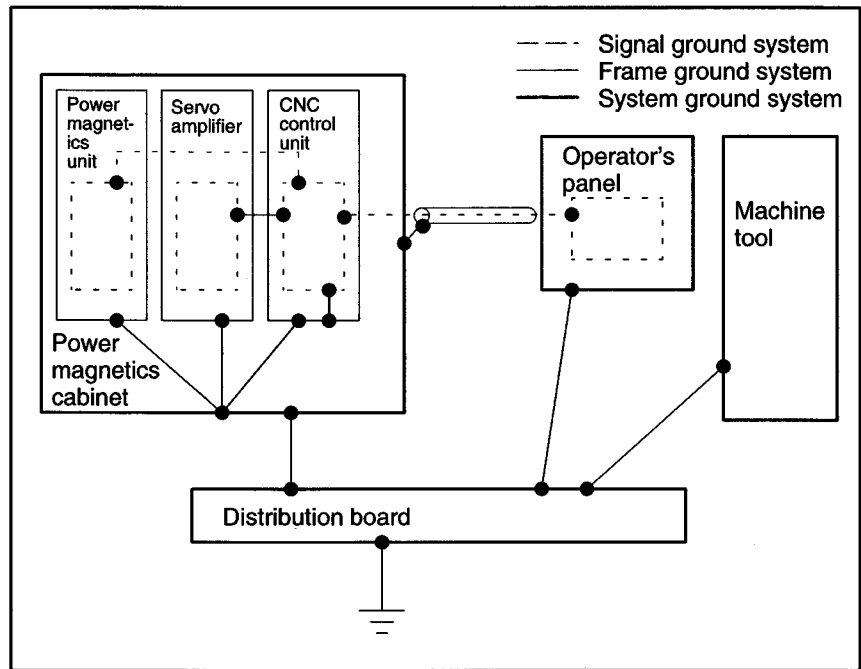 Signal ground system
Frame ground system
System ground system
Power
magnet-
ics
unit
Servo
amplifier
CNC
control
unit
Operator's
panel
Machine
tool
Power
magnetics
cabinet
Distribution board